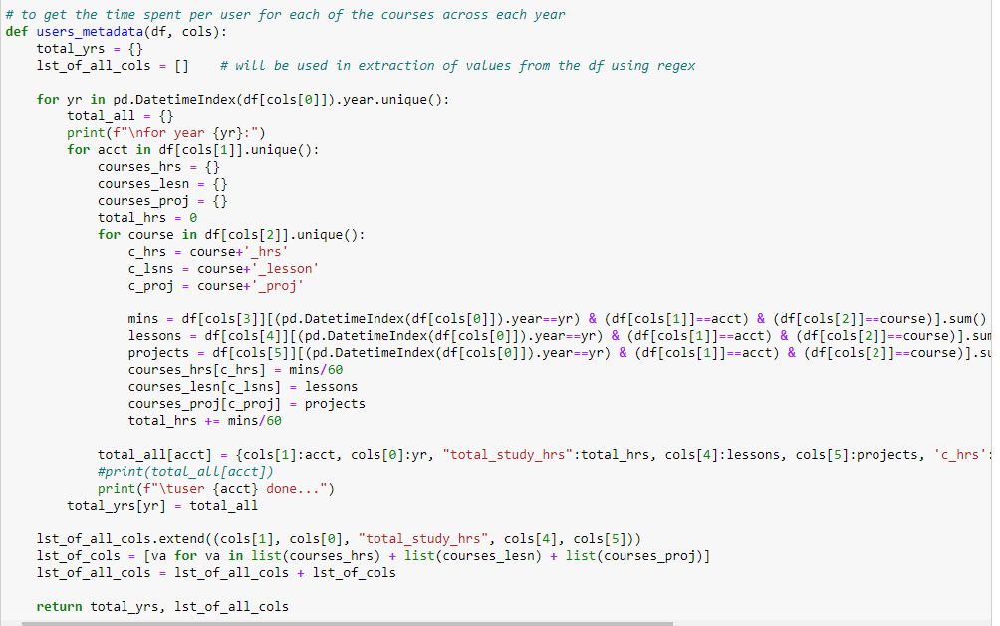 # to get the time spent per user for each of the courses across each year
def users_metadata(df, cols):
    total_yrs = {}
    lst_of_all_cols = []    # will be used in extraction of values from the df using regex

    for yr in pd.DatetimeIndex(df[cols[0]]).year.unique():
        total_all = {}
        print(f"\nfor year {yr}:")
        for acct in df[cols[1]].unique():
            courses_hrs = {}
            courses_lesn = {}
            courses_proj = {}
            total_hrs = 0
            for course in df[cols[2]].unique():
                c_hrs = course+'_hrs'
                c_lsns = course+'_lesson'
                c_proj = course+'_proj'

                mins = df[cols[3]][(pd.DatetimeIndex(df[cols[0]]).year==yr) & (df[cols[1]]==acct) & (df[cols[2]]==course)].sum()
                lessons = df[cols[4]][(pd.DatetimeIndex(df[cols[0]]).year==yr) & (df[cols[1]]==acct) & (df[cols[2]]==course)].sum
                projects = df[cols[5]][(pd.DatetimeIndex(df[cols[0]]).year==yr) & (df[cols[1]]==acct) & (df[cols[2]]==course)].su
                courses_hrs[c_hrs] = mins/60
                courses_lesn[c_lsns] = lessons
                courses_proj[c_proj] = projects
                total_hrs += mins/60

            total_all[acct] = {cols[1]:acct, cols[0]:yr, "total_study_hrs":total_hrs, cols[4]:lessons, cols[5]:projects, 'c_hrs':
            #print(total_all[acct])
            print(f"\tuser {acct} done...")
        total_yrs[yr] = total_all

    lst_of_all_cols.extend((cols[1], cols[0], "total_study_hrs", cols[4], cols[5]))
    lst_of_cols = [va for va in list(courses_hrs) + list(courses_lesn) + list(courses_proj)]
    lst_of_all_cols = lst_of_all_cols + lst_of_cols

    return total_yrs, lst_of_all_cols